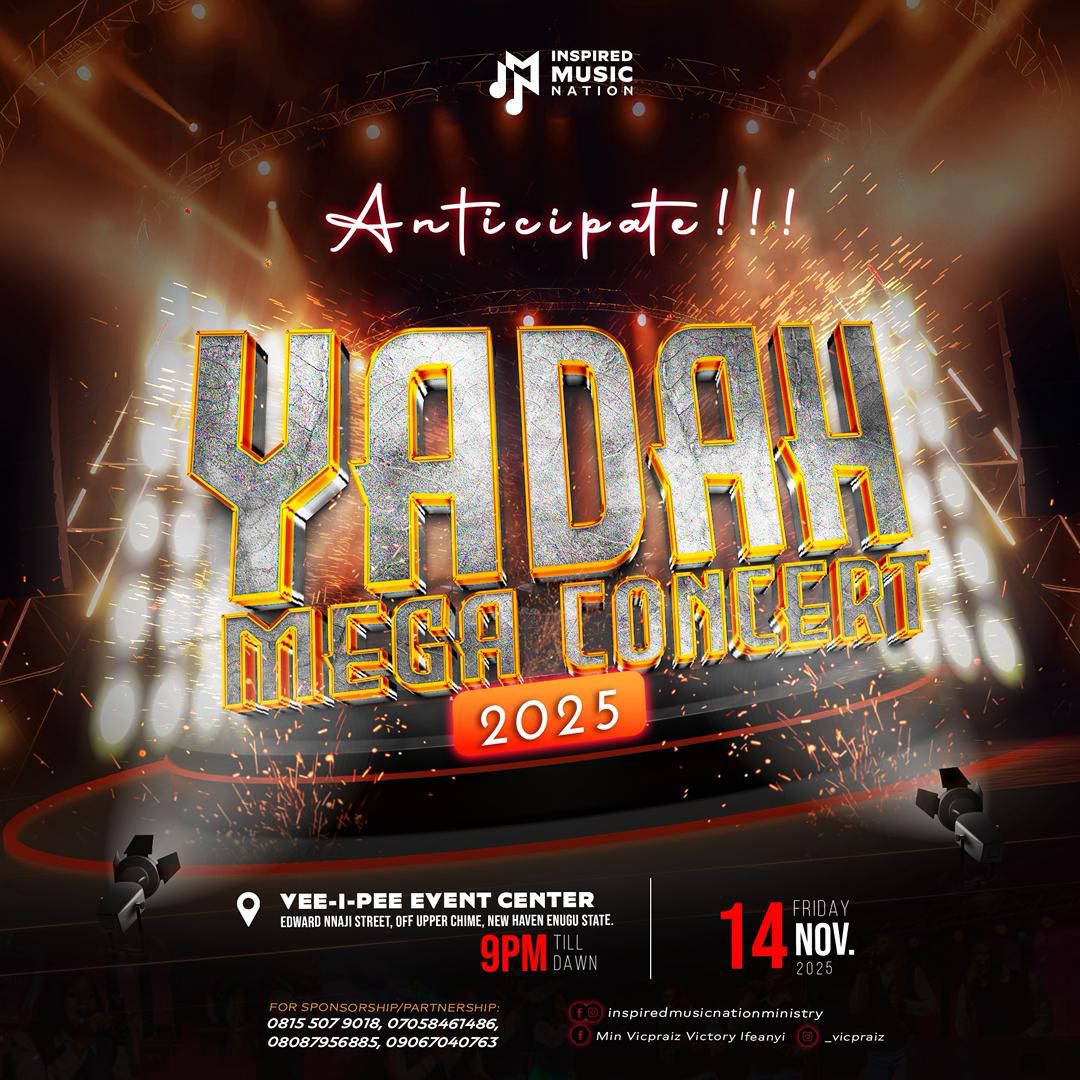 INSPIRED
MUSIC
NATION
Anticipate!!!
YADAH
MEGA CONCERT
2025
VEE-I-PEE EVENT CENTER
EDWARD NNAJI STREET, OFF UPPER CHIME, NEW HAVEN ENUGU STATE.
9PM TILL
DAWN
14 FRIDAY
NOV.
2025
FOR SPONSORSHIP/PARTNERSHIP:
0815 507 9018, 07058461486,
08087956885, 09067040763
inspiredmusicnationministry
Min Vicpraiz Victory Ifeanyi _vicpraiz